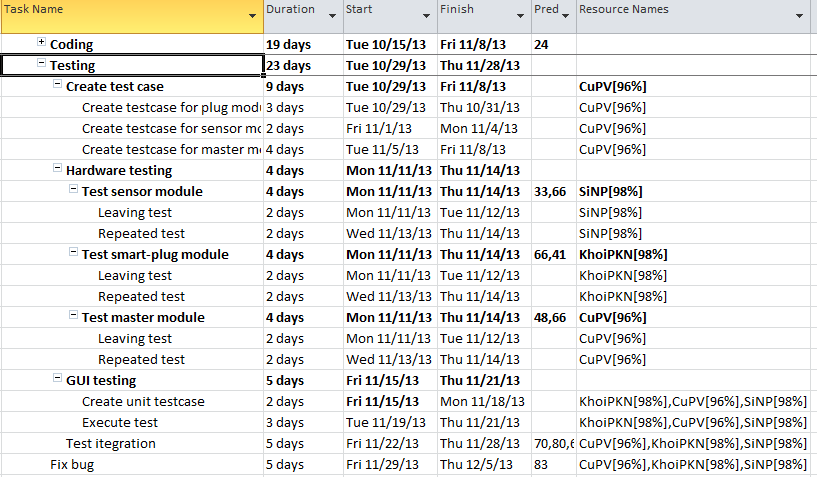 Task Name Duration Start Finish Pred Resource Names
Coding 19 days Tue 10/15/13 Fri 11/8/13 24
Testing 23 days Tue 10/29/13 Thu 11/28/13
Create test case 9 days Tue 10/29/13 Fri 11/8/13 CuPV[96%]
Create testcase for plug modu 3 days Tue 10/29/13 Thu 10/31/13 CuPV[96%]
Create testcase for sensor mo 2 days Fri 11/1/13 Mon 11/4/13 CuPV[96%]
Create testcase for master mo 4 days Tue 11/5/13 Fri 11/8/13 CuPV[96%]
Hardware testing 4 days Mon 11/11/13 Thu 11/14/13
Test sensor module 4 days Mon 11/11/13 Thu 11/14/13 33,66 SiNP[98%]
Leaving test 2 days Mon 11/11/13 Tue 11/12/13 SiNP[98%]
Repeated test 2 days Wed 11/13/13 Thu 11/14/13 SiNP[98%]
Test smart-plug module 4 days Mon 11/11/13 Thu 11/14/13 66,41 KhoiPKN[98%]
Leaving test 2 days Mon 11/11/13 Tue 11/12/13 KhoiPKN[98%]
Repeated test 2 days Wed 11/13/13 Thu 11/14/13 KhoiPKN[98%]
Test master module 4 days Mon 11/11/13 Thu 11/14/13 48,66 CuPV[96%]
Leaving test 2 days Mon 11/11/13 Tue 11/12/13 CuPV[96%]
Repeated test 2 days Wed 11/13/13 Thu 11/14/13 CuPV[96%]
GUI testing 5 days Fri 11/15/13 Thu 11/21/13
Create unit testcase 2 days Fri 11/15/13 Mon 11/18/13 KhoiPKN[98%],CuPV[96%],SiNP[98%]
Execute test 3 days Tue 11/19/13 Thu 11/21/13 KhoiPKN[98%],CuPV[96%],SiNP[98%]
Test itegration 5 days Fri 11/22/13 Thu 11/28/13 70,80,6 CuPV[96%],KhoiPKN[98%],SiNP[98%]
Fix bug 5 days Fri 11/29/13 Thu 12/5/13 83 CuPV[96%],KhoiPKN[98%],SiNP[98%]